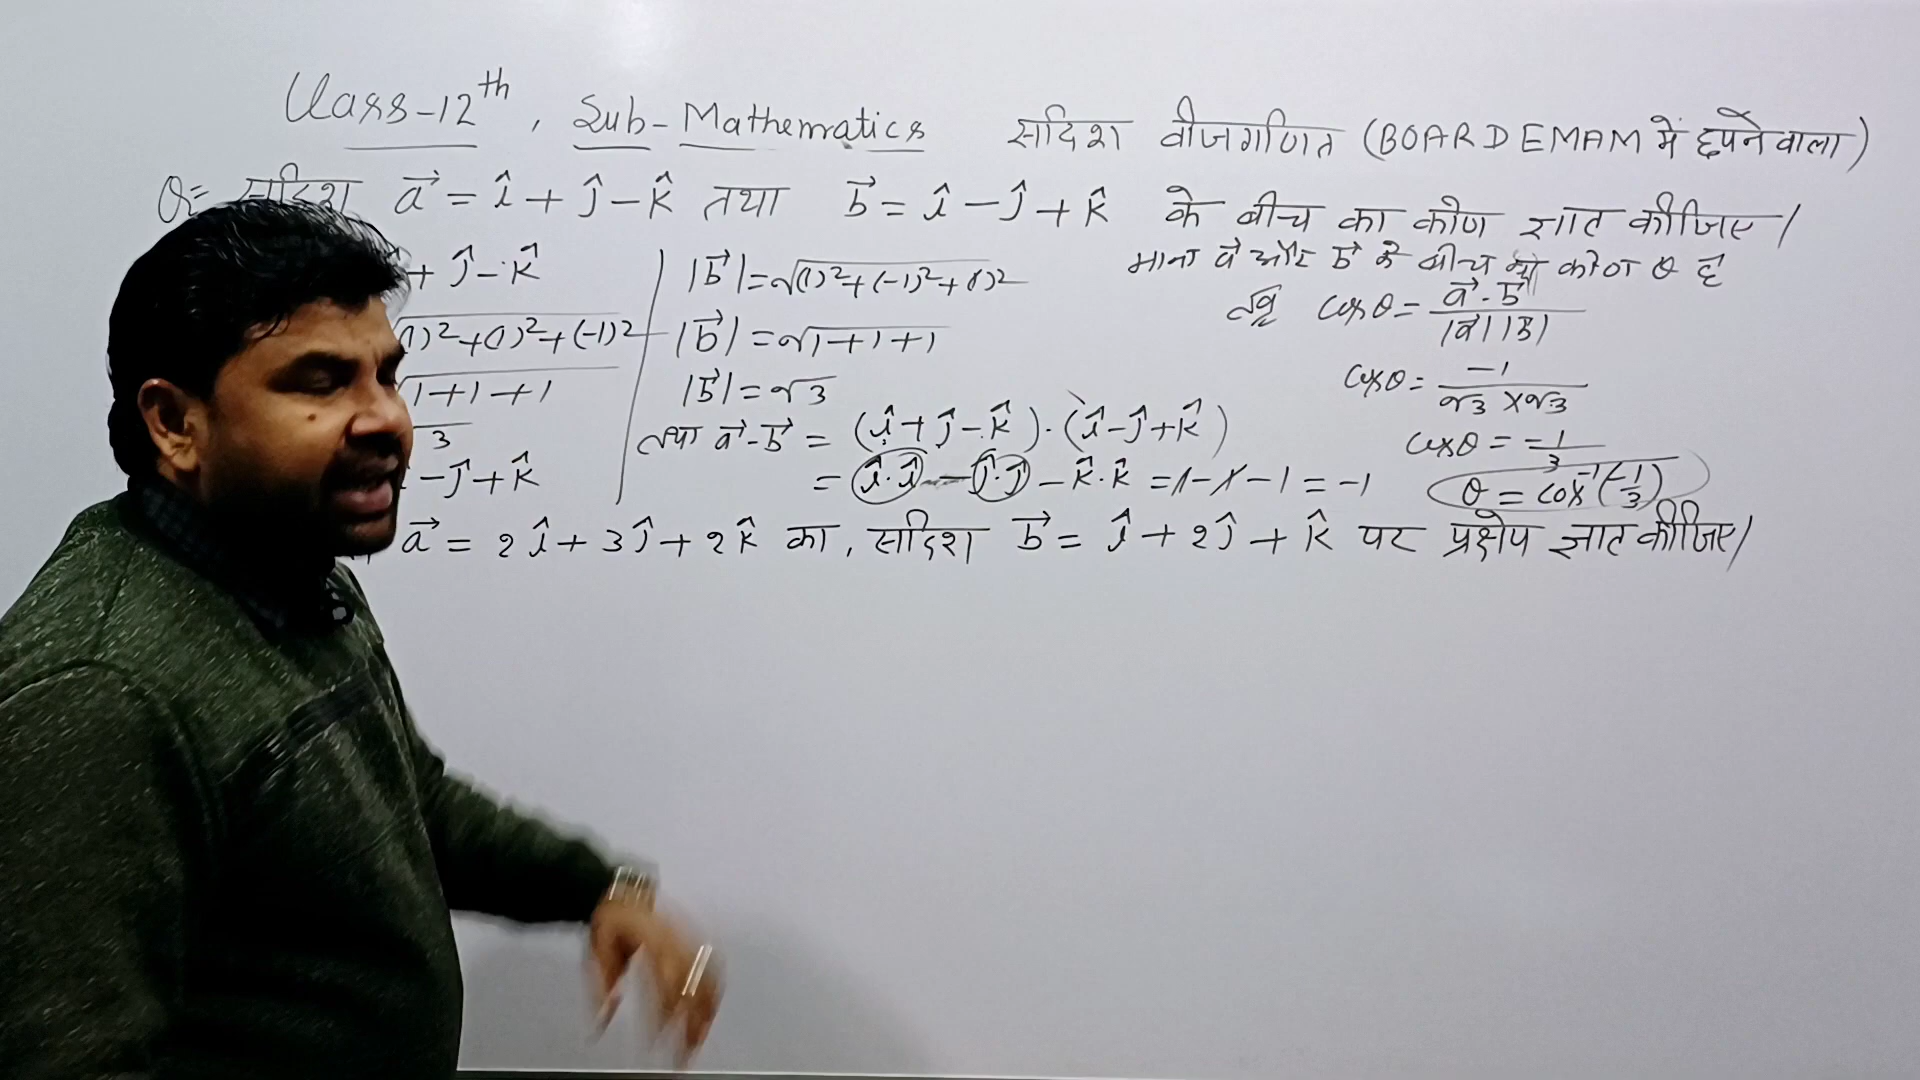 Class-12th, Sub-Mathematics सदिश बीजगणित (BOARD EMAM में छपने वाला)
Q= सदिश a⃗ = î + ĵ - k̂ तथा b⃗ = î - ĵ + k̂ के बीच का कोण ज्ञात कीजिए।
+ ĵ - k̂
1)²+(1)²+(-1)²
√1+1+1
√3
- ĵ + k̂
|b⃗| = √(1)²+(-1)²+(1)²
|b⃗| = √1+1+1
|b⃗| = √3
तथा a⃗·b⃗ = (î + ĵ - k̂)·(î - ĵ + k̂)
= î·î - ĵ·ĵ - k̂·k̂ = 1-1-1 = -1
माना a⃗ और b⃗ के बीच का कोण θ है
तब cosθ = a⃗·b⃗ / |a⃗||b⃗|
cosθ = -1 / √3 × √3
cosθ = -1/3
θ = cos⁻¹(-1/3)
a⃗ = 2î + 3ĵ + 2k̂ का, सदिश b⃗ = î + 2ĵ + k̂ पर प्रक्षेप ज्ञात कीजिए।